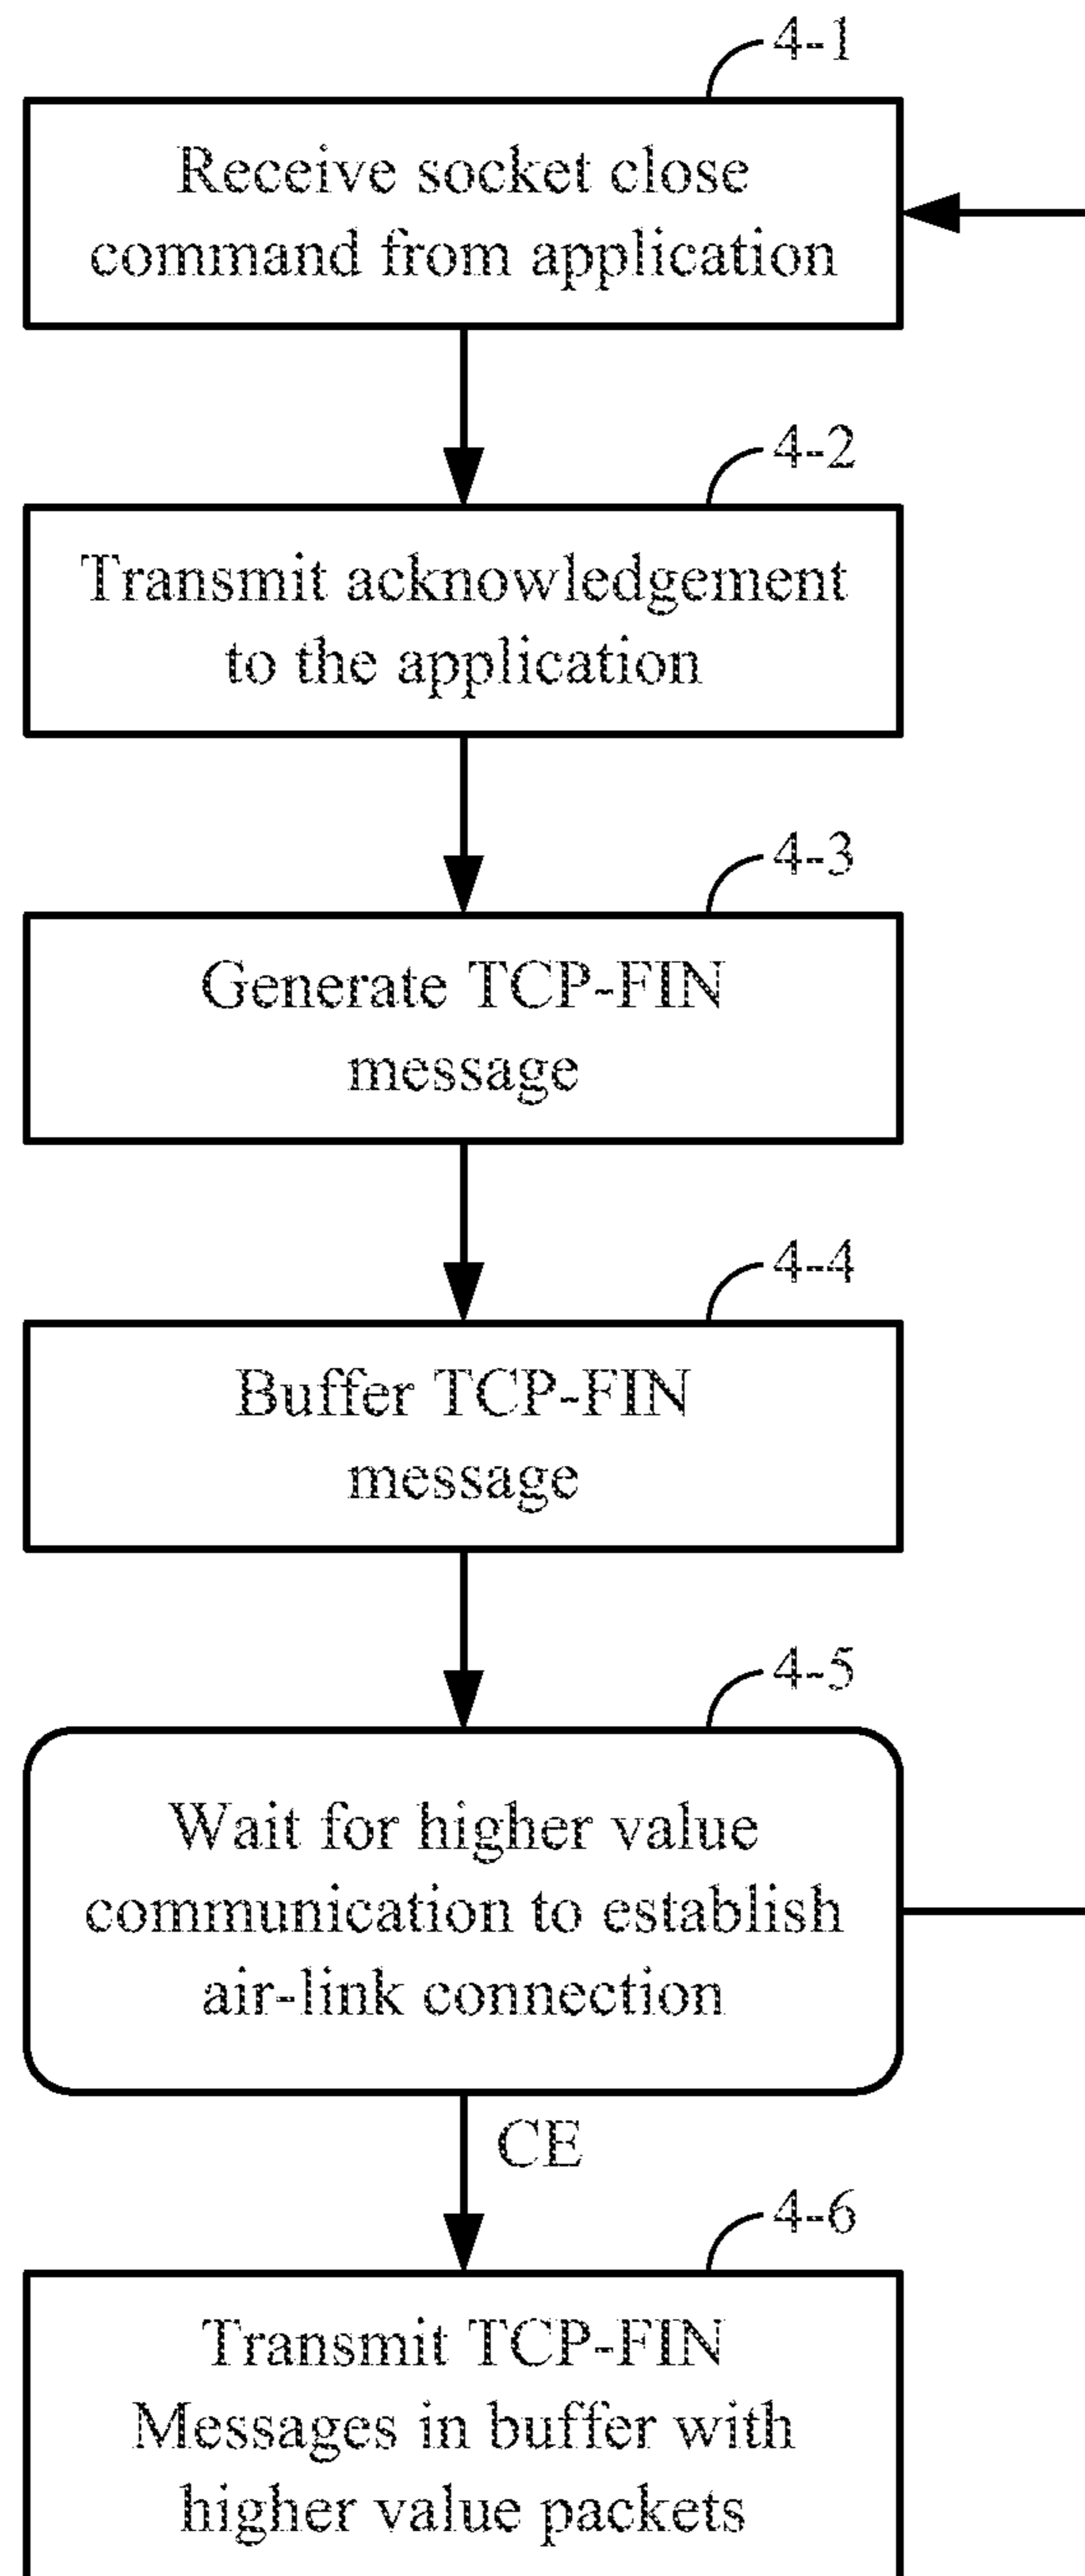 4-1
Receive socket close
command from application
4-2
Transmit acknowledgement
to the application
4-3
Generate TCP-FIN
message
4-4
Buffer TCP-FIN
message
4-5
Wait for higher value
communication to establish
air-link connection
CE
4-6
Transmit TCP-FIN
Messages in buffer with
higher value packets